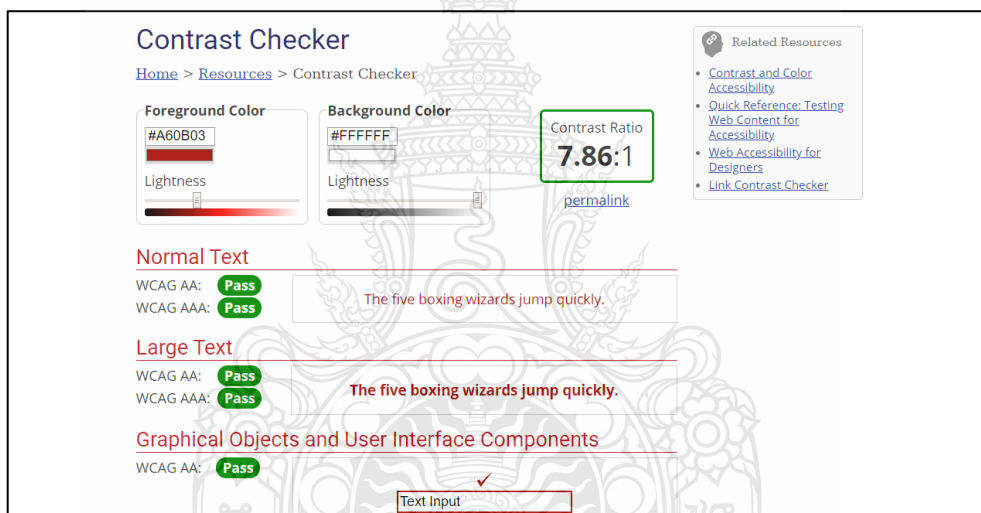 Contrast Checker
Home > Resources > Contrast Checker
Foreground Color
#A60B03
Lightness
Background Color
#FFFFFF
Lightness
Contrast Ratio
7.86:1
permalink
Related Resources
Contrast and Color
Accessibility
Quick Reference: Testing
Web Content for
Accessibility
Web Accessibility for
Designers
Link Contrast Checker
Normal Text
WCAG AA: Pass
WCAG AAA: Pass
The five boxing wizards jump quickly.
Large Text
WCAG AA: Pass
WCAG AAA: Pass
The five boxing wizards jump quickly.
Graphical Objects and User Interface Components
WCAG AA: Pass
Text Input